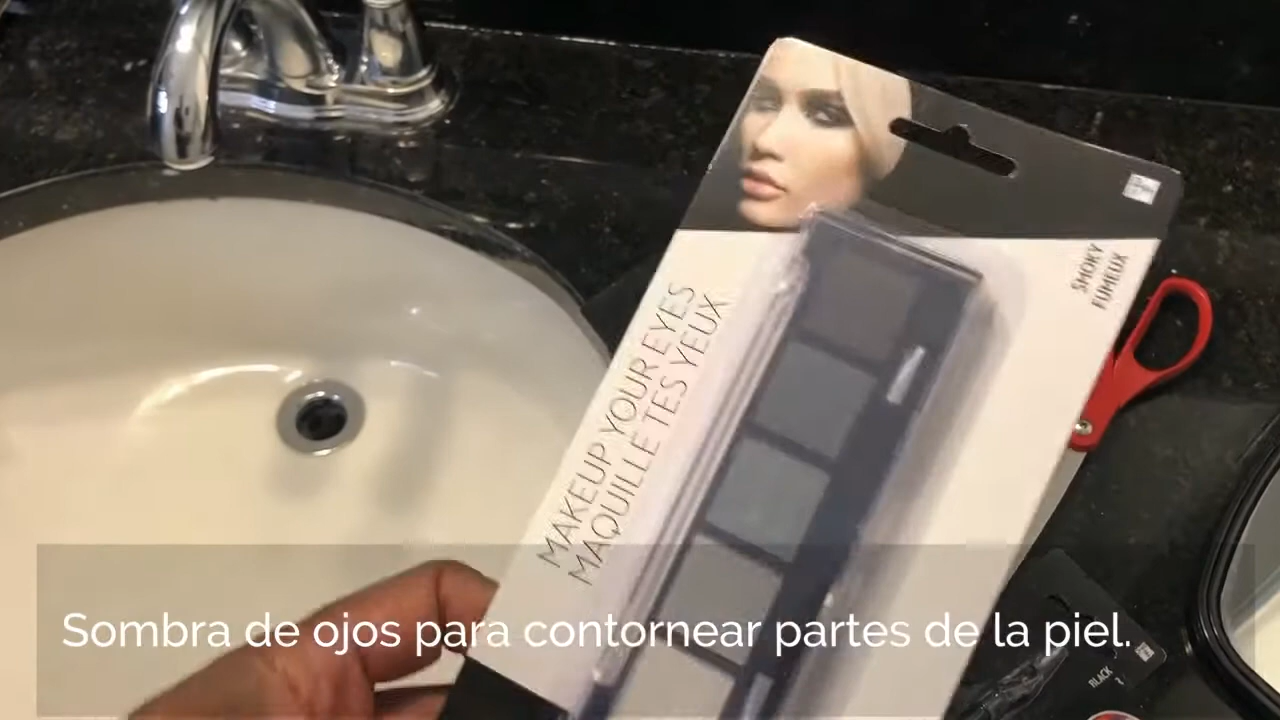 SMOKY
FUMEUX
MAKEUP YOUR EYES
MAQUILLE TES YEUX
Sombra de ojos para contornear partes de la piel.
BLACK